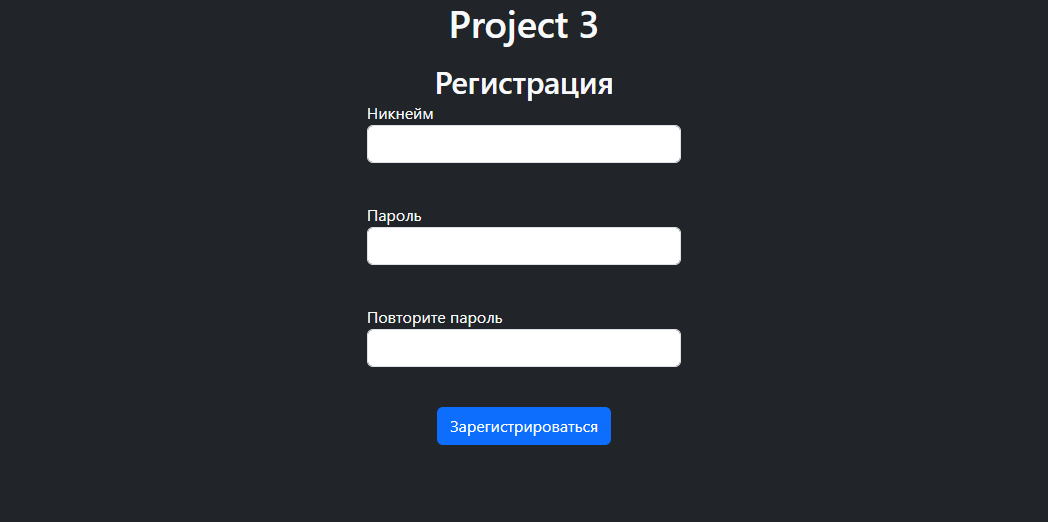 Project 3
Регистрация
Никнейм
Пароль
Повторите пароль
Зарегистрироваться